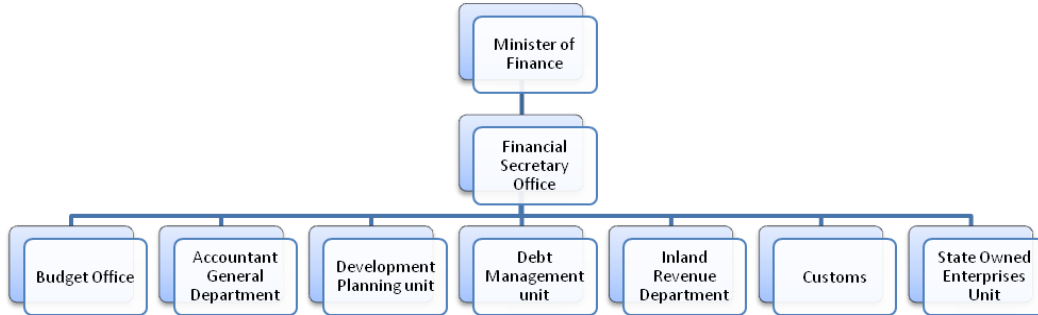 Minister of
Finance
Financial
Secretary
Office
Budget Office
Accountant
General
Department
Development
Planning unit
Debt
Management
unit
Inland
Revenue
Department
Customs
State Owned
Enterprises
Unit